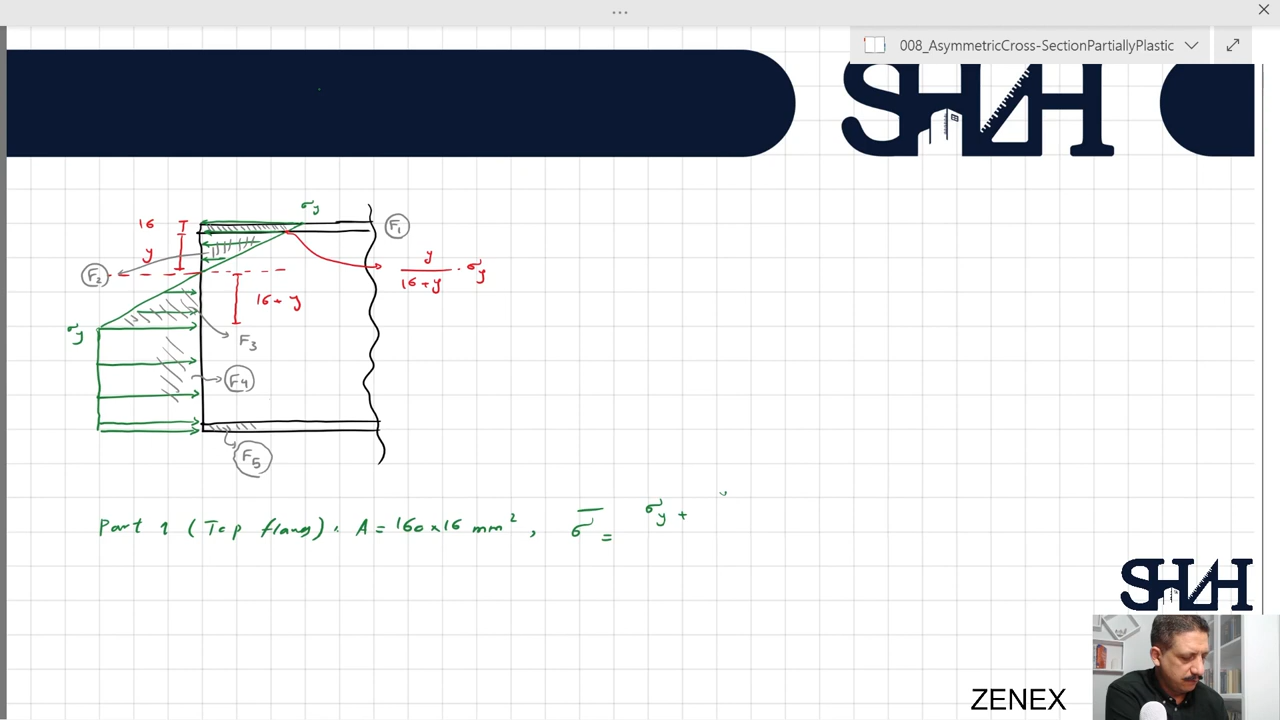 008_AsymmetricCross-SectionPartiallyPlastic
SHZH
σy
16
F1
y
F2
y / (16+y) · σy
16+y
σy
F3
F4
F5
Part 1 (Top flang): A = 160×16 mm², σ̄ = σy +
SHZH
ZENEX